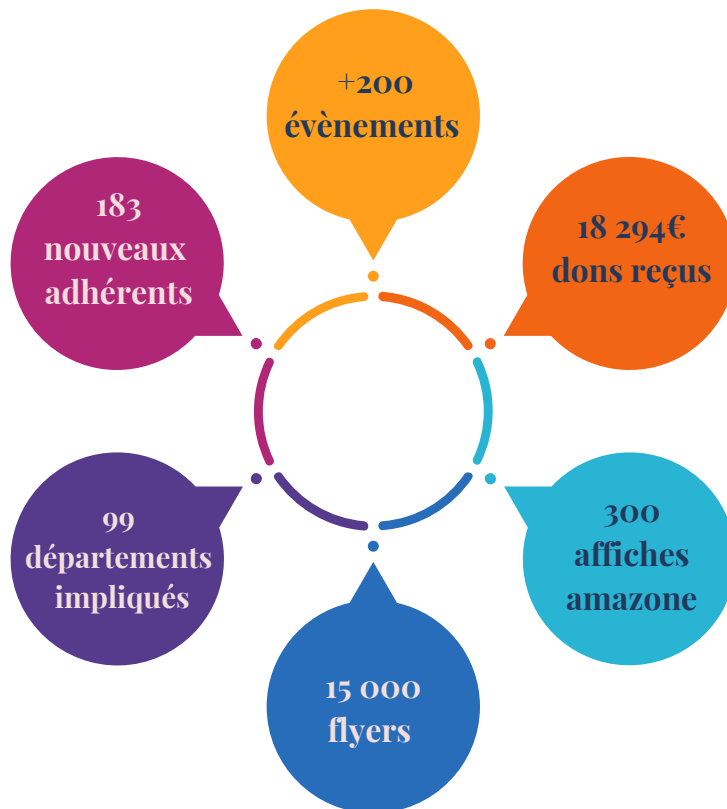 +200
évènements
18 294€
dons reçus
300
affiches
amazone
15 000
flyers
99
départements
impliqués
183
nouveaux
adhérents